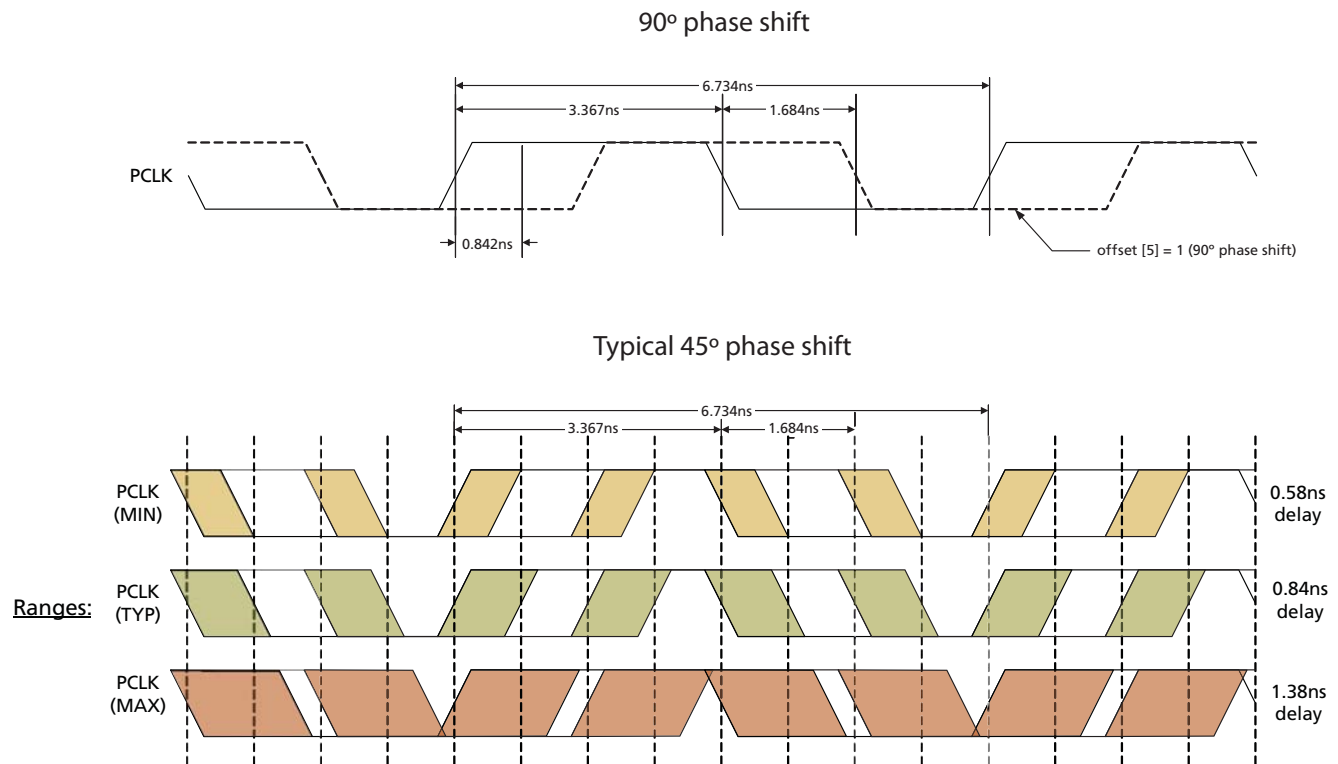 90º phase shift
6.734ns
3.367ns
1.684ns
PCLK
0.842ns
offset [5] = 1 (90º phase shift)
Typical 45º phase shift
6.734ns
3.367ns
1.684ns
PCLK
(MIN)
0.58ns
delay
Ranges:
PCLK
(TYP)
0.84ns
delay
PCLK
(MAX)
1.38ns
delay